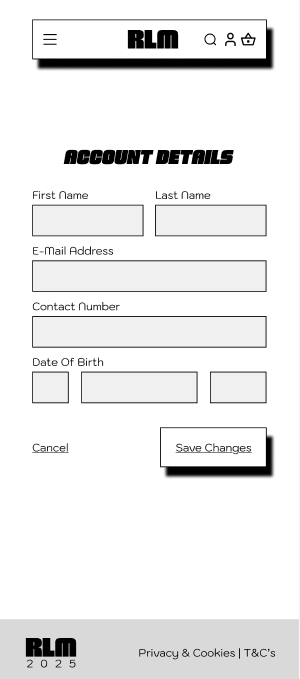 RLM
ACCOUNT DETAILS
First Name Last Name
E-Mail Address
Contact Number
Date Of Birth
Cancel Save Changes
RLM
2025
Privacy & Cookies | T&C's